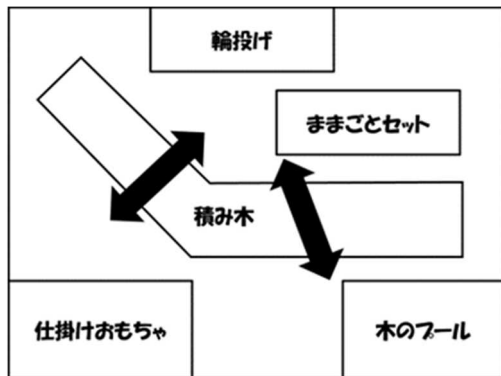 輪投げ
ままごとセット
積み木
仕掛けおもちゃ
木のプール